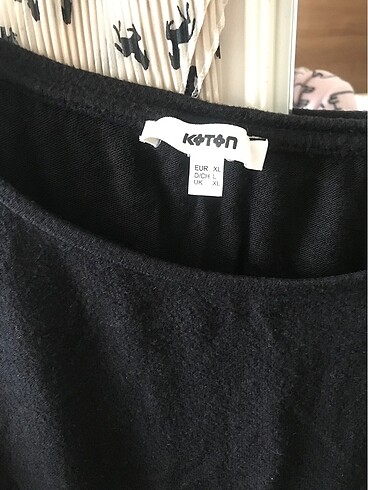 KOTON
EUR XL
D/CH L
UK XL